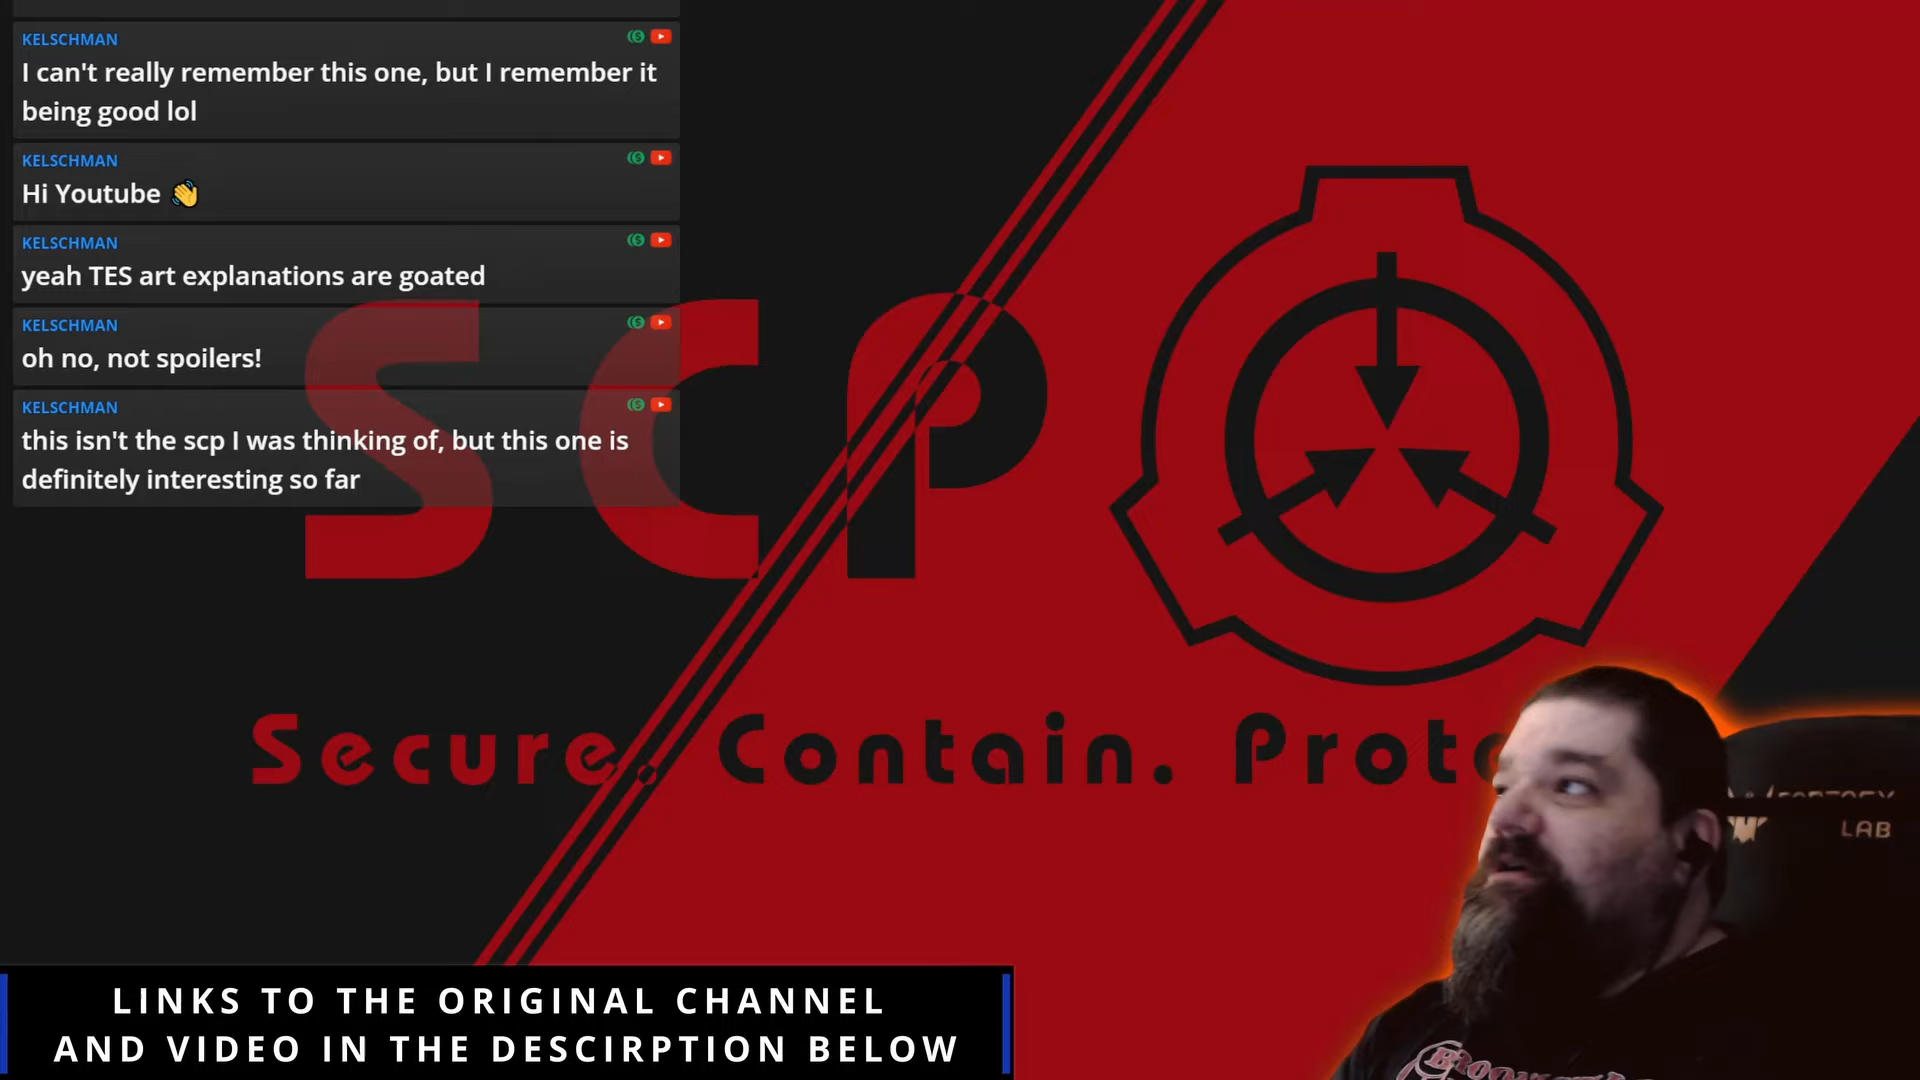 KELSCHMAN
I can't really remember this one, but I remember it
being good lol
KELSCHMAN
Hi Youtube 👋
KELSCHMAN
yeah TES art explanations are goated
KELSCHMAN
oh no, not spoilers!
KELSCHMAN
this isn't the scp I was thinking of, but this one is
definitely interesting so far
SCP
Secure. Contain. Prote
LAB
LINKS TO THE ORIGINAL CHANNEL
AND VIDEO IN THE DESCIRPTION BELOW